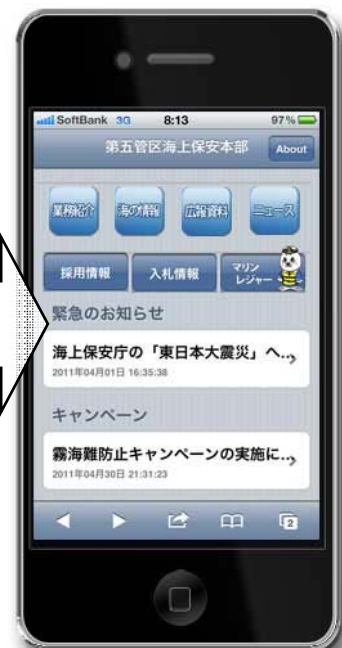 SoftBank 3G 8:13 97%
第五管区海上保安本部 About
業務紹介 海の情報 広報資料 ニュース
採用情報 入札情報 マリン
レジャー
緊急のお知らせ
海上保安庁の「東日本大震災」へ...
2011年04月01日 16:35:38
キャンペーン
霧海難防止キャンペーンの実施に...
2011年04月30日 21:31:23
2